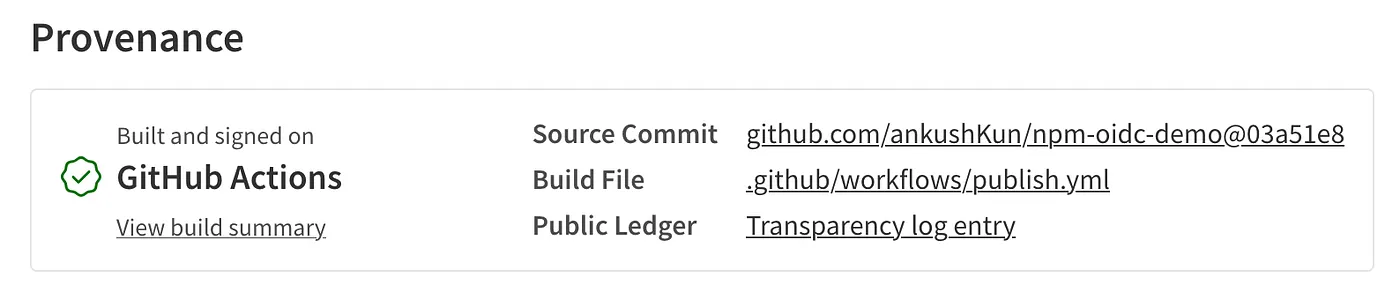 Provenance
Built and signed on
GitHub Actions
View build summary
Source Commit github.com/ankushKun/npm-oidc-demo@03a51e8
Build File .github/workflows/publish.yml
Public Ledger Transparency log entry